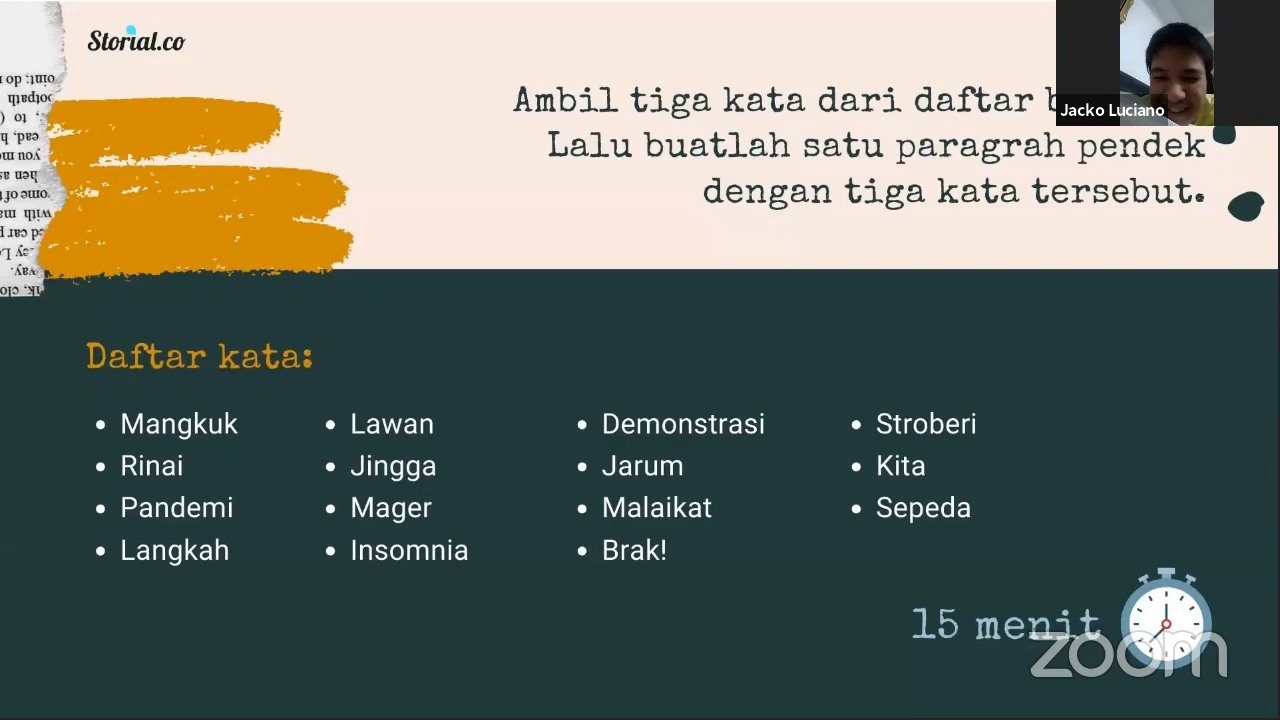 Storial.co
Jacko Luciano
Ambil tiga kata dari daftar
Lalu buatlah satu paragrah pendek
dengan tiga kata tersebut.
Daftar kata:
Mangkuk
Rinai
Pandemi
Langkah
Lawan
Jingga
Mager
Insomnia
Demonstrasi
Jarum
Malaikat
Brak!
Stroberi
Kita
Sepeda
15 menit
zoom